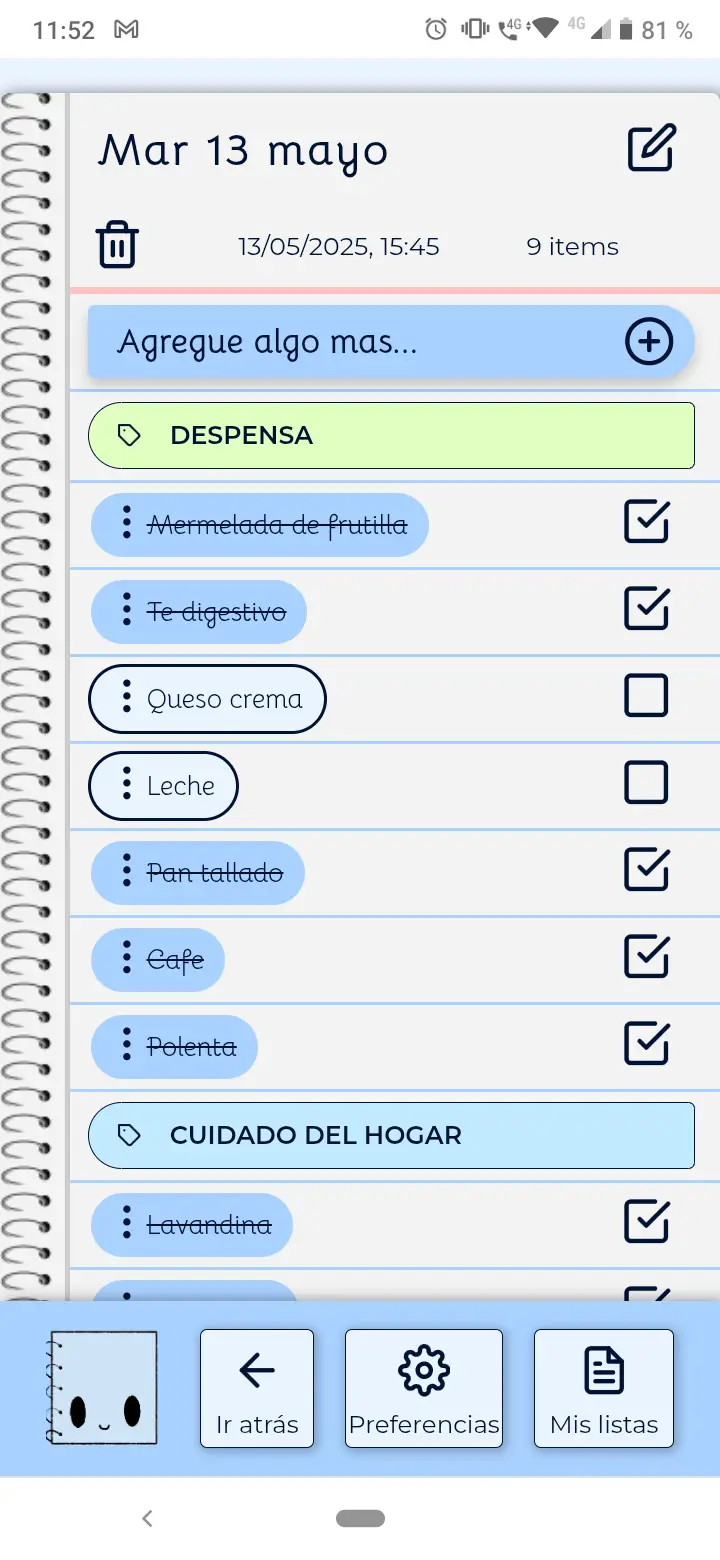 11:52 4G 4G 81 %
Mar 13 mayo
13/05/2025, 15:45 9 items
Agregue algo mas...
DESPENSA
Mermelada de frutilla
Te digestivo
Queso crema
Leche
Pan tallado
Cafe
Polenta
CUIDADO DEL HOGAR
Lavandina
Ir atrás Preferencias Mis listas